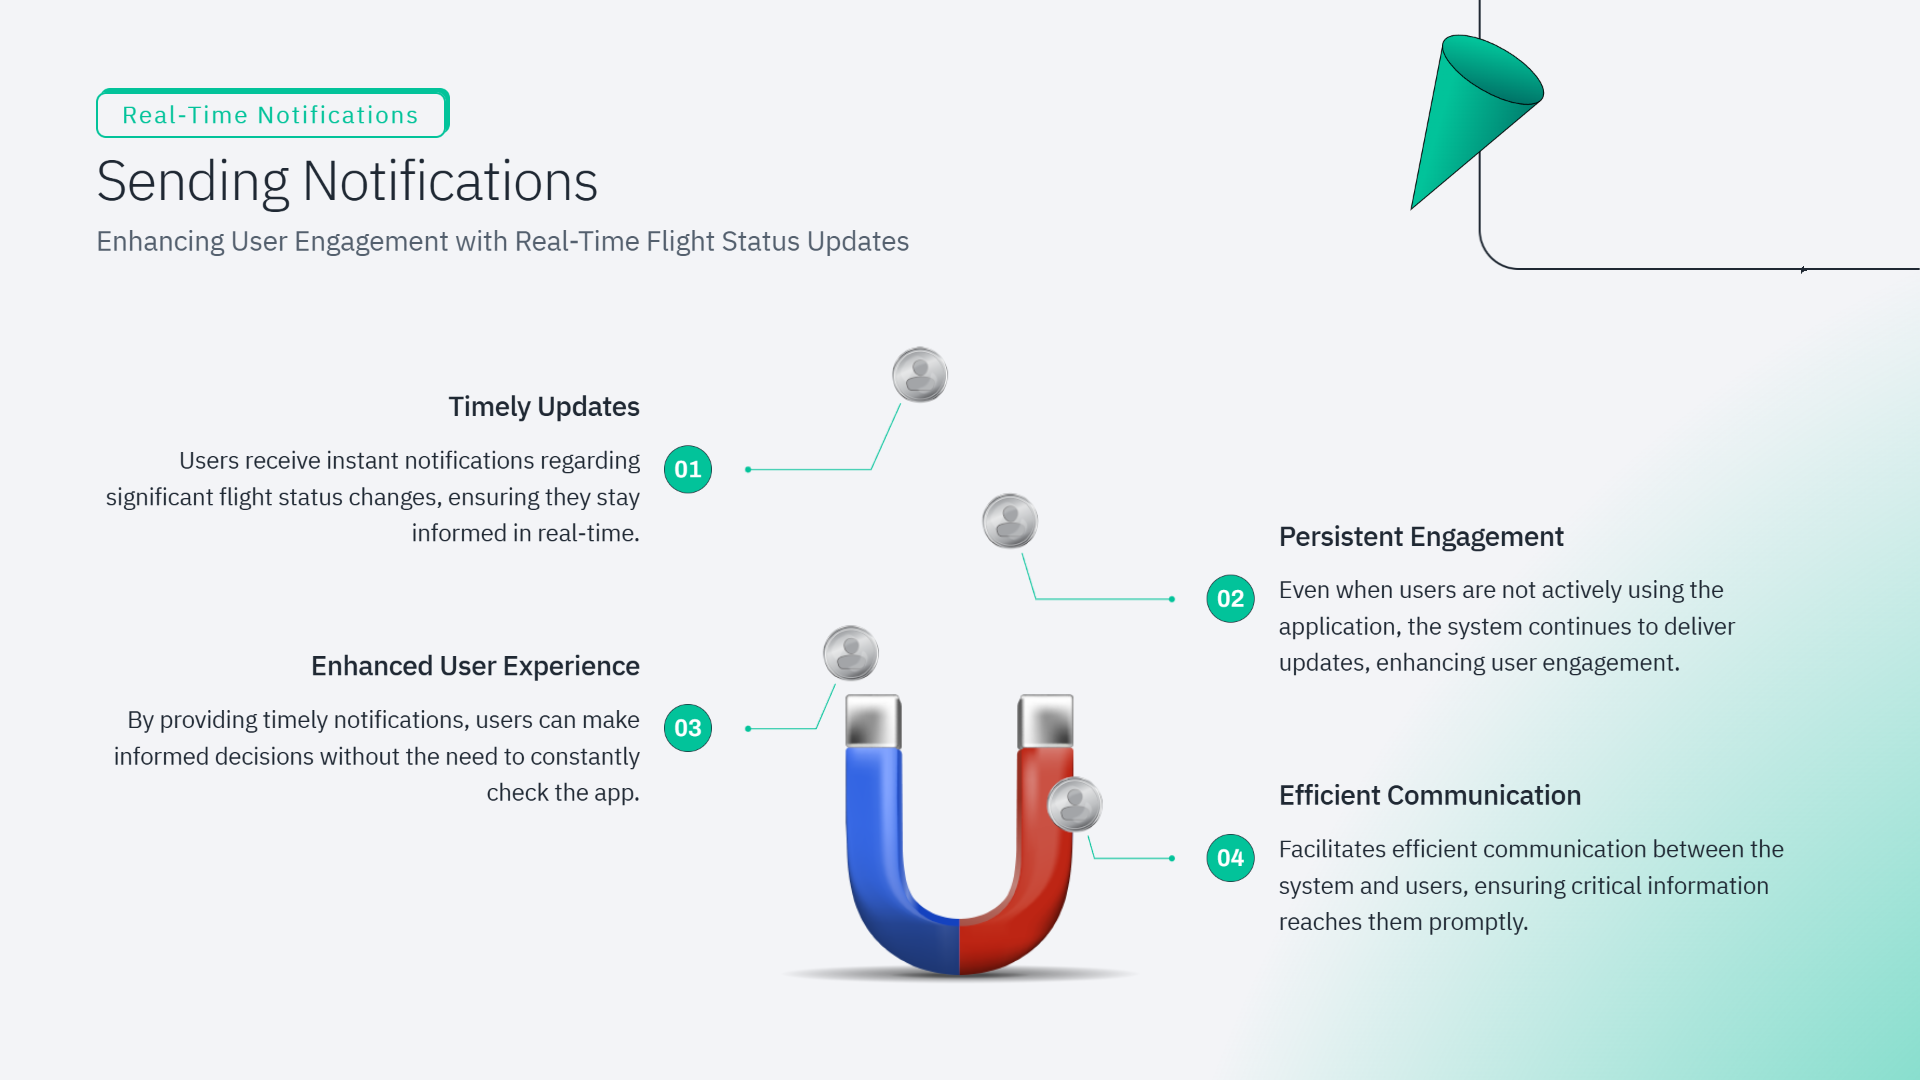 Real-Time Notifications
Sending Notifications
Enhancing User Engagement with Real-Time Flight Status Updates
Timely Updates
Users receive instant notifications regarding
significant flight status changes, ensuring they stay
informed in real-time.
01
Persistent Engagement
Even when users are not actively using the
application, the system continues to deliver
updates, enhancing user engagement.
02
Enhanced User Experience
By providing timely notifications, users can make
informed decisions without the need to constantly
check the app.
03
Efficient Communication
Facilitates efficient communication between the
system and users, ensuring critical information
reaches them promptly.
04